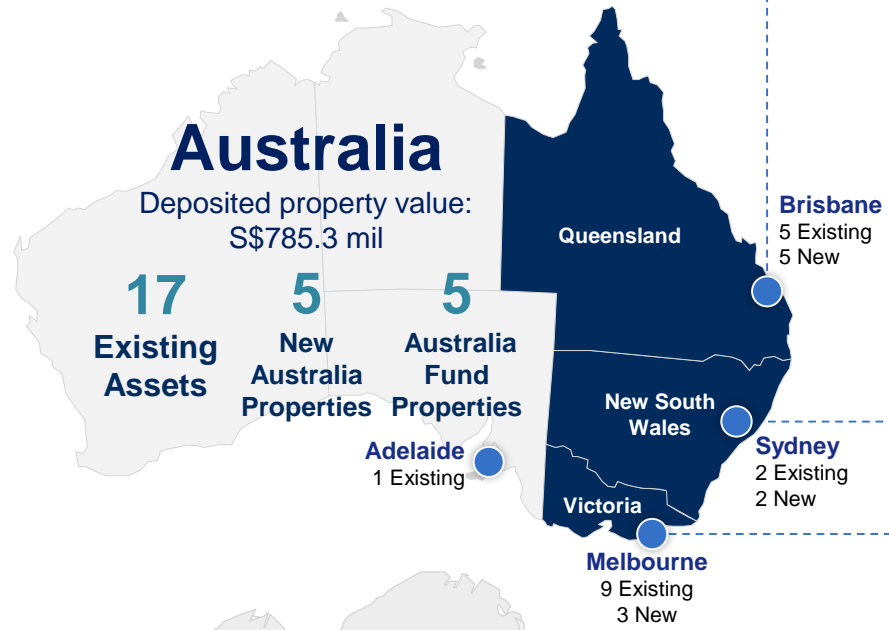 Australia
Deposited property value:
S$785.3 mil
17
Existing
Assets
5
New
Australia
Properties
5
Australia
Fund
Properties
Queensland
Brisbane
5 Existing
5 New
New South
Wales
Sydney
2 Existing
2 New
Adelaide
1 Existing
Victoria
Melbourne
9 Existing
3 New